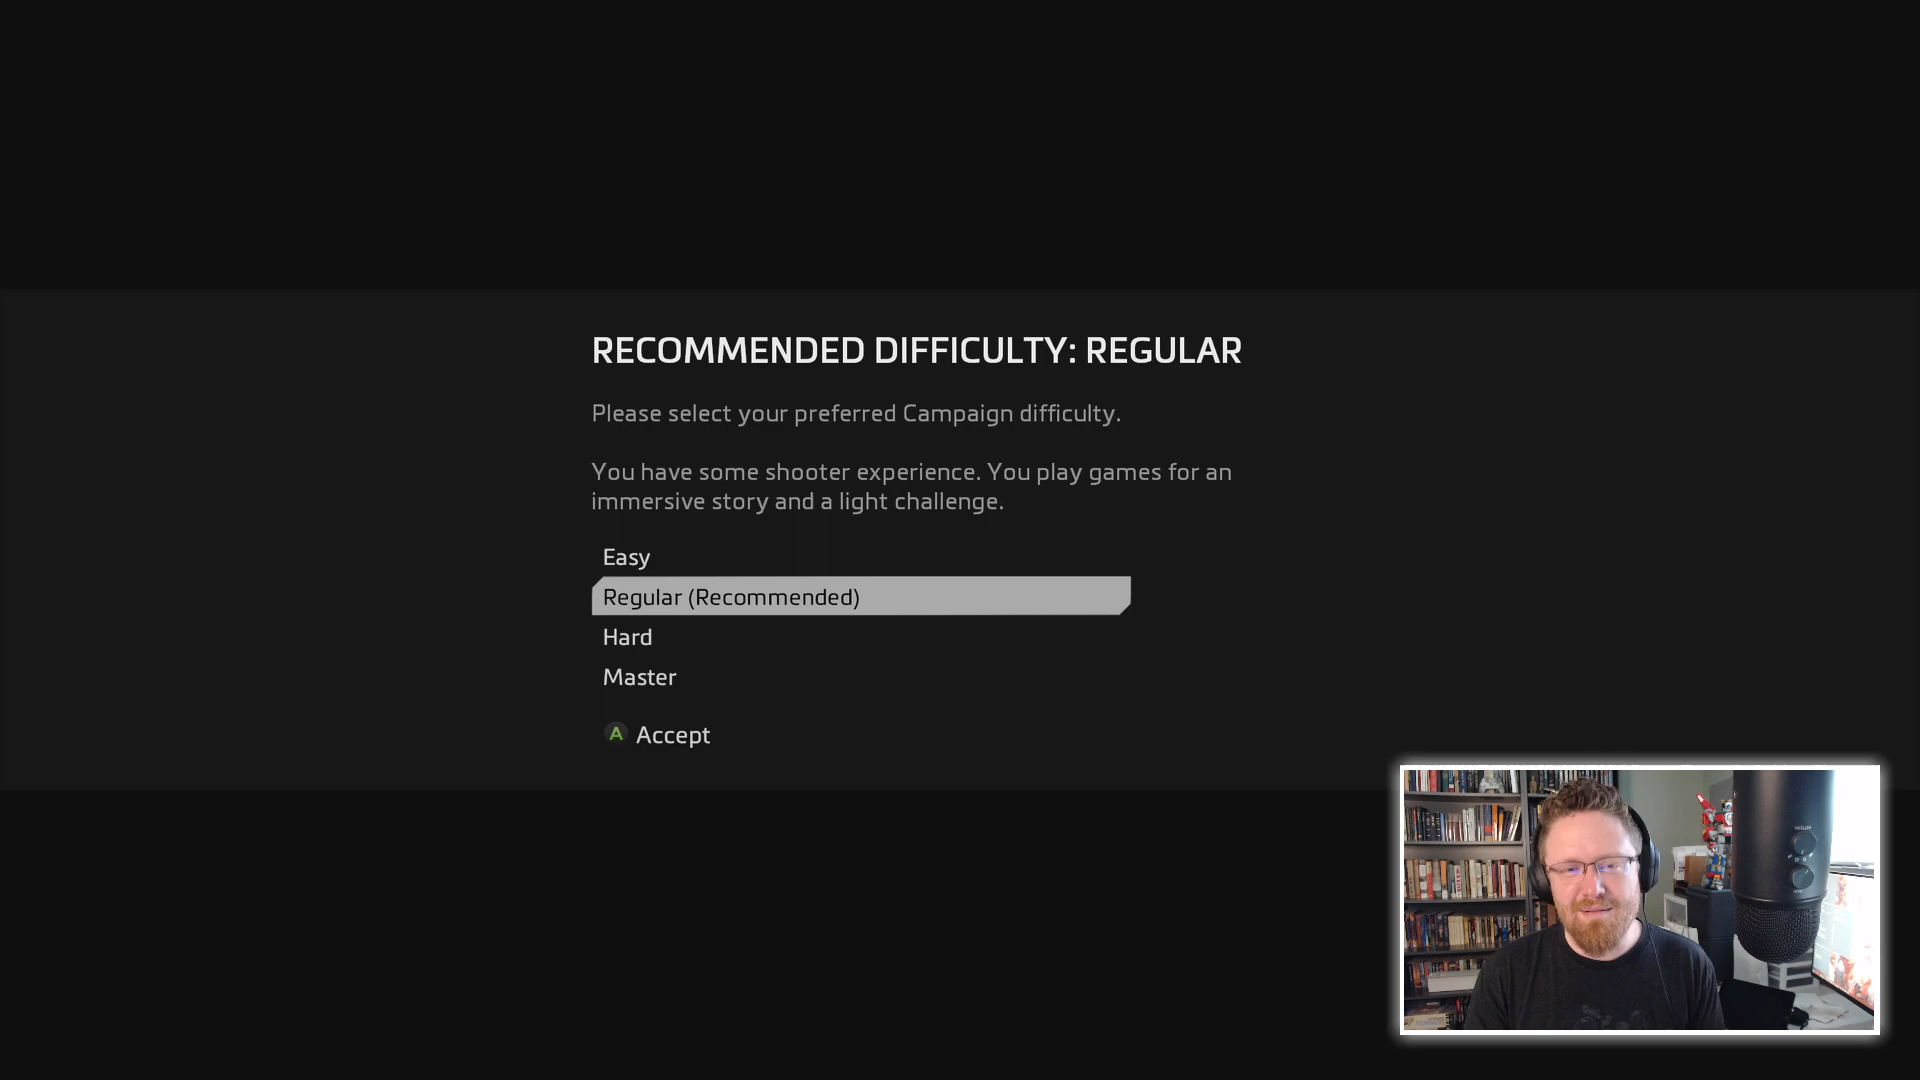 RECOMMENDED DIFFICULTY: REGULAR
Please select your preferred Campaign difficulty.
You have some shooter experience. You play games for an
immersive story and a light challenge.
Easy
Regular (Recommended)
Hard
Master
A Accept